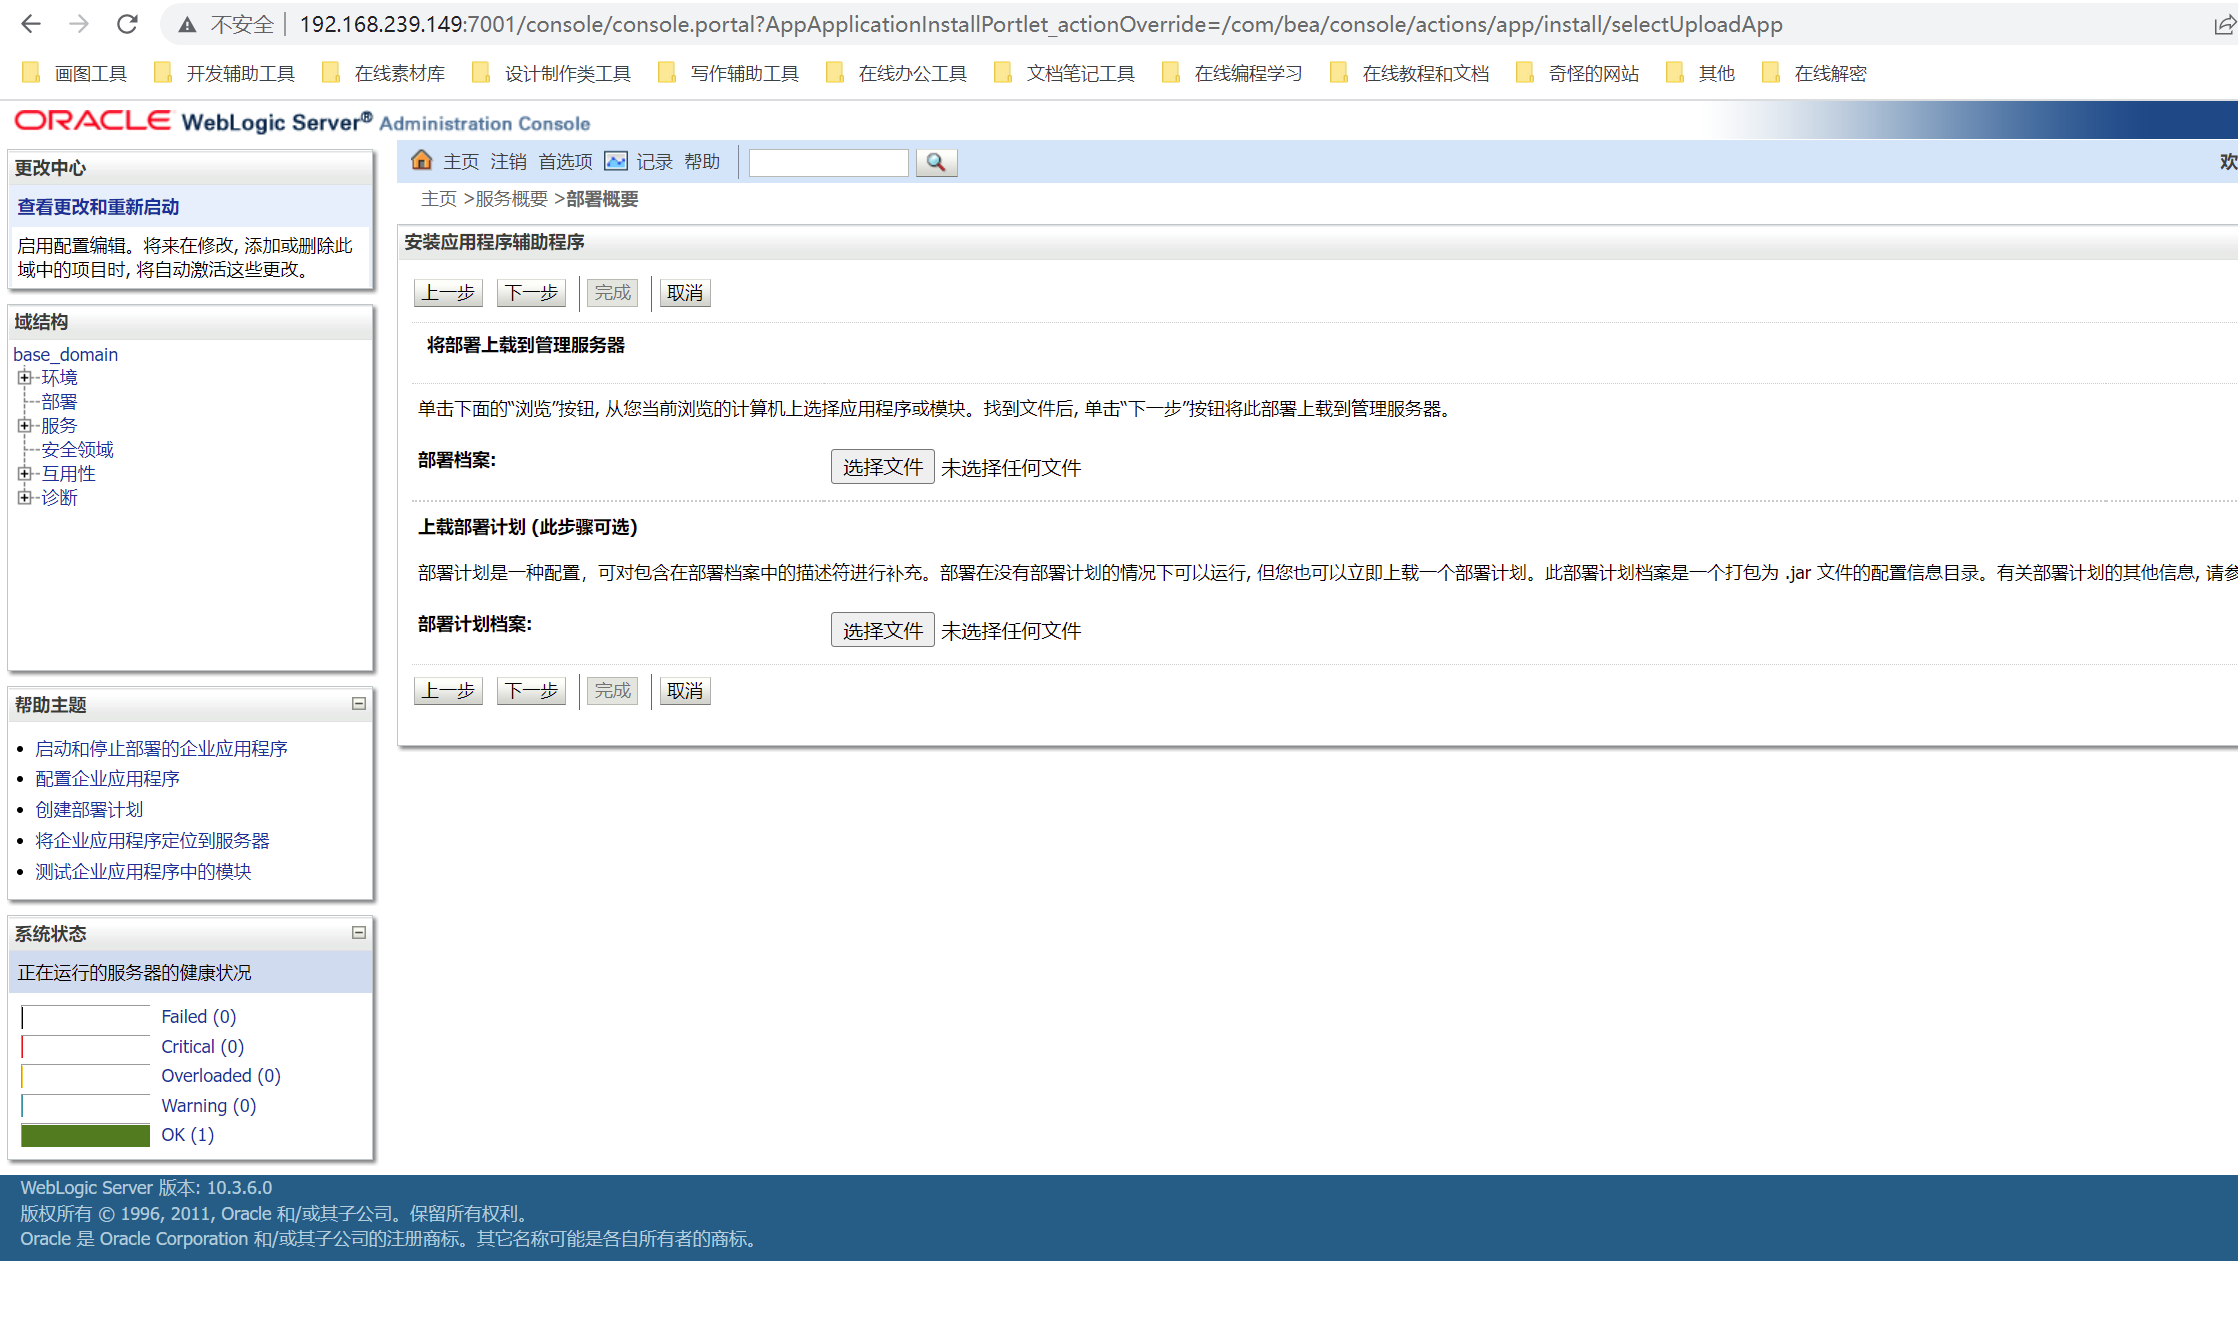 不安全 192.168.239.149:7001/console/console.portal?AppApplicationInstallPortlet_actionOverride=/com/bea/console/actions/app/install/selectUploadApp
画图工具 开发辅助工具 在线素材库 设计制作类工具 写作辅助工具 在线办公工具 文档笔记工具 在线编程学习 在线教程和文档 奇怪的网站 其他 在线解密
ORACLE WebLogic Server® Administration Console
更改中心
查看更改和重新启动
启用配置编辑。将来在修改, 添加或删除此
域中的项目时, 将自动激活这些更改。
域结构
base_domain
环境
部署
服务
安全领域
互用性
诊断
帮助主题
启动和停止部署的企业应用程序
配置企业应用程序
创建部署计划
将企业应用程序定位到服务器
测试企业应用程序中的模块
系统状态
正在运行的服务器的健康状况
Failed (0)
Critical (0)
Overloaded (0)
Warning (0)
OK (1)
主页 注销 首选项 记录 帮助 欢
主页 >服务概要 >部署概要
安装应用程序辅助程序
上一步 下一步 完成 取消
将部署上载到管理服务器
单击下面的“浏览”按钮, 从您当前浏览的计算机上选择应用程序或模块。找到文件后, 单击“下一步”按钮将此部署上载到管理服务器。
部署档案: 选择文件 未选择任何文件
上载部署计划 (此步骤可选)
部署计划是一种配置，可对包含在部署档案中的描述符进行补充。部署在没有部署计划的情况下可以运行, 但您也可以立即上载一个部署计划。此部署计划档案是一个打包为 .jar 文件的配置信息目录。有关部署计划的其他信息, 请参
部署计划档案: 选择文件 未选择任何文件
上一步 下一步 完成 取消
WebLogic Server 版本: 10.3.6.0
版权所有 © 1996, 2011, Oracle 和/或其子公司。保留所有权利。
Oracle 是 Oracle Corporation 和/或其子公司的注册商标。其它名称可能是各自所有者的商标。